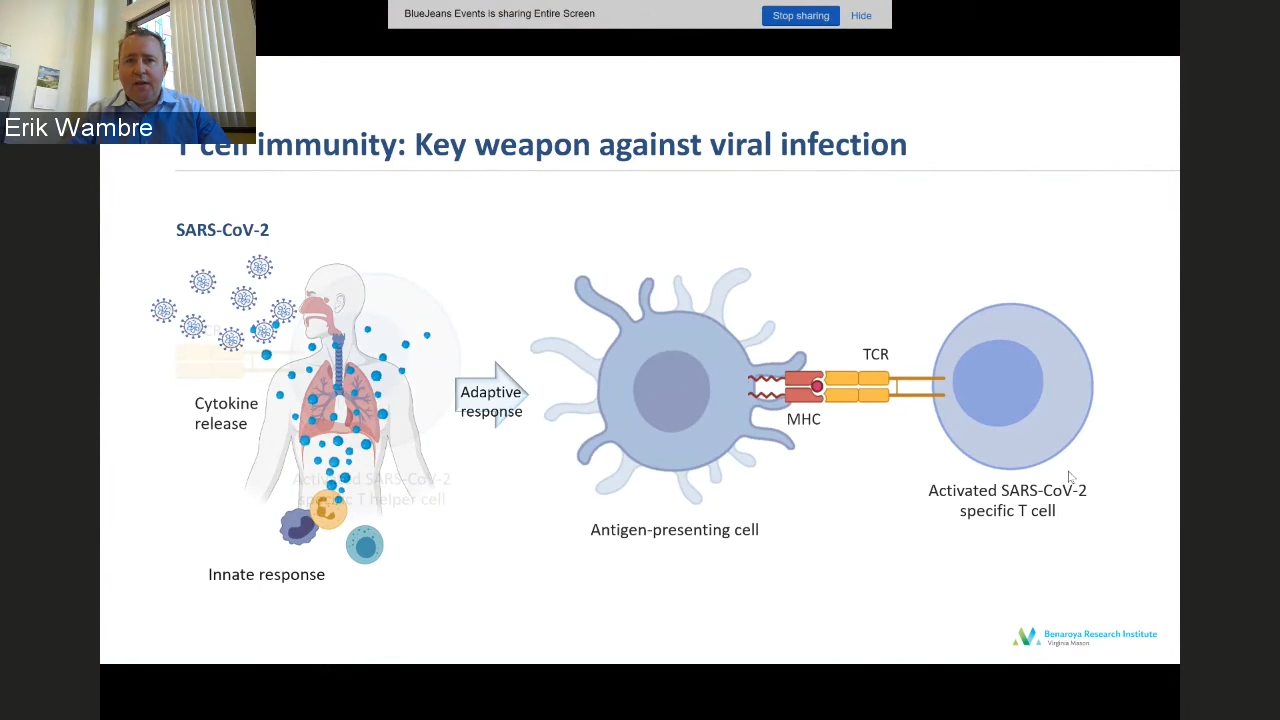 BlueJeans Events is sharing Entire Screen
Stop sharing
Hide
Erik Wambre
T cell immunity: Key weapon against viral infection
SARS-CoV-2
Cytokine
release
Innate response
Activated SARS-CoV-2
specific T helper cell
Adaptive
response
Antigen-presenting cell
TCR
MHC
Activated SARS-CoV-2
specific T cell
Benaroya Research Institute
Virginia Mason